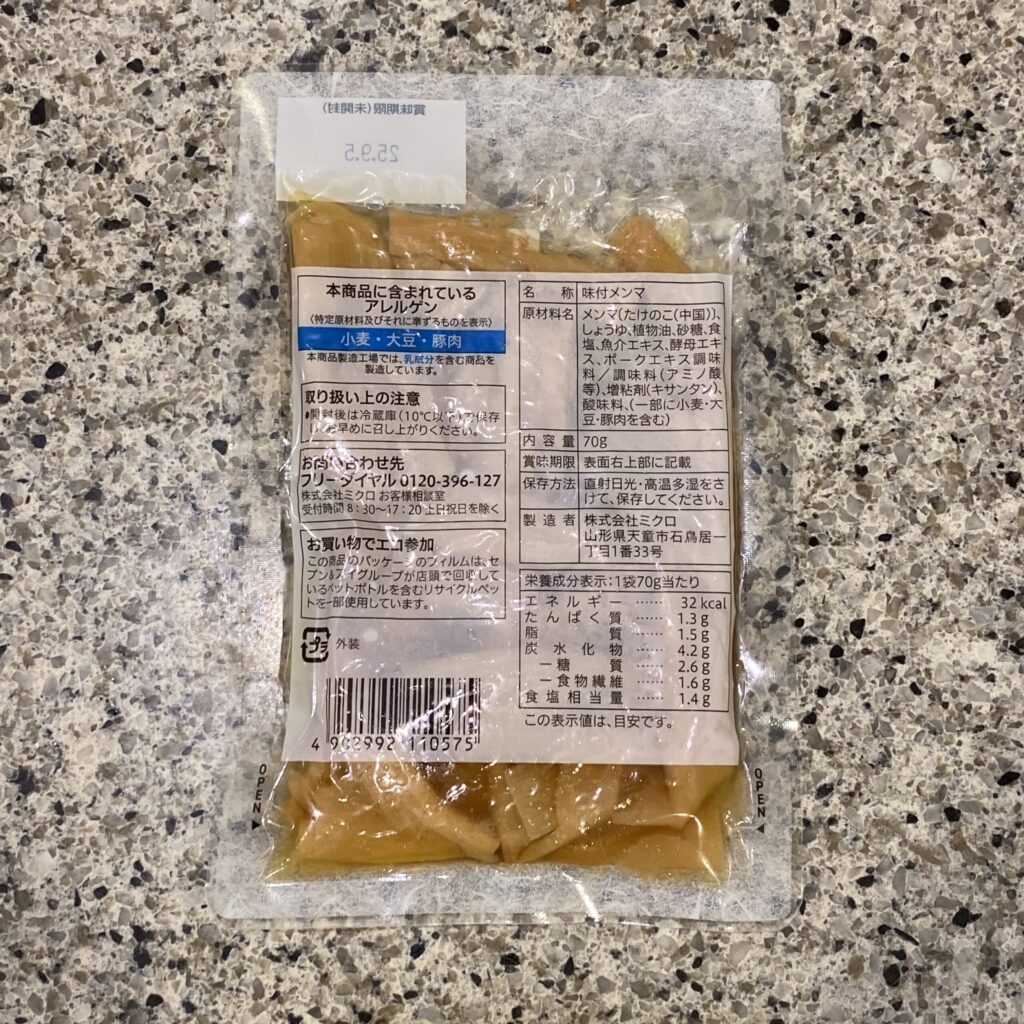 賞味期限(未開封)
25.9.5
本商品に含まれている
アレルゲン
〈特定原材料及びそれに準ずるものを表示〉
小麦・大豆・豚肉
本商品製造工場では、乳成分を含む商品を
製造しています。
取り扱い上の注意
●開封後は冷蔵庫(10℃以下)で保存
し、お早めに召し上がりください。
お問い合わせ先
フリーダイヤル 0120-396-127
株式会社ミクロ お客様相談室
受付時間 8:30〜17:20 土日祝日を除く
お買い物でエコ参加
この商品のパッケージのフィルムは、セ
ブン&アイグループが店頭で回収して
いるペットボトルを含むリサイクルペッ
トを一部使用しています。
プラ 外装
4 902992 110575
名称 味付メンマ
原材料名 メンマ(たけのこ(中国))、
しょうゆ、植物油、砂糖、食
塩、魚介エキス、酵母エキ
ス、ポークエキス調味
料/調味料(アミノ酸
等)、増粘剤(キサンタン)、
酸味料、(一部に小麦・大
豆・豚肉を含む)
内容量 70g
賞味期限 表面右上部に記載
保存方法 直射日光・高温多湿をさ
けて、保存してください。
製造者 株式会社ミクロ
山形県天童市石鳥居一
丁目1番33号
栄養成分表示:1袋70g当たり
エネルギー …… 32 kcal
たんぱく質 …… 1.3 g
脂質 …… 1.5 g
炭水化物 …… 4.2 g
ー糖質 …… 2.6 g
ー食物繊維 …… 1.6 g
食塩相当量 …… 1.4 g
この表示値は、目安です。
OPEN▶
OPEN◀